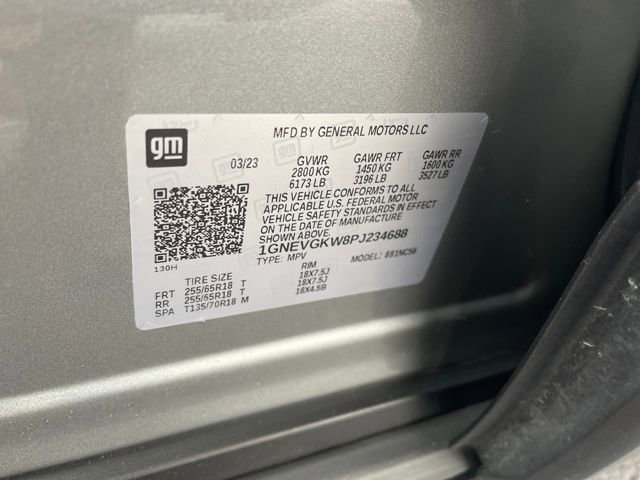 gm
MFD BY GENERAL MOTORS LLC
03/23 GVWR GAWR FRT GAWR RR
2800 KG 1450 KG 1600 KG
6173 LB 3196 LB 3527 LB
THIS VEHICLE CONFORMS TO ALL
APPLICABLE U.S. FEDERAL MOTOR
VEHICLE SAFETY STANDARDS IN EFFECT
ON THE DATE OF MANUFACTURE
1GNEVGKW8PJ234688
130H TYPE: MPV MODEL: 881NC56
TIRE SIZE RIM
FRT 255/65R18 T 18X7.5J
RR 255/65R18 T 18X7.5J
SPA T135/70R18 M 18X4.5B